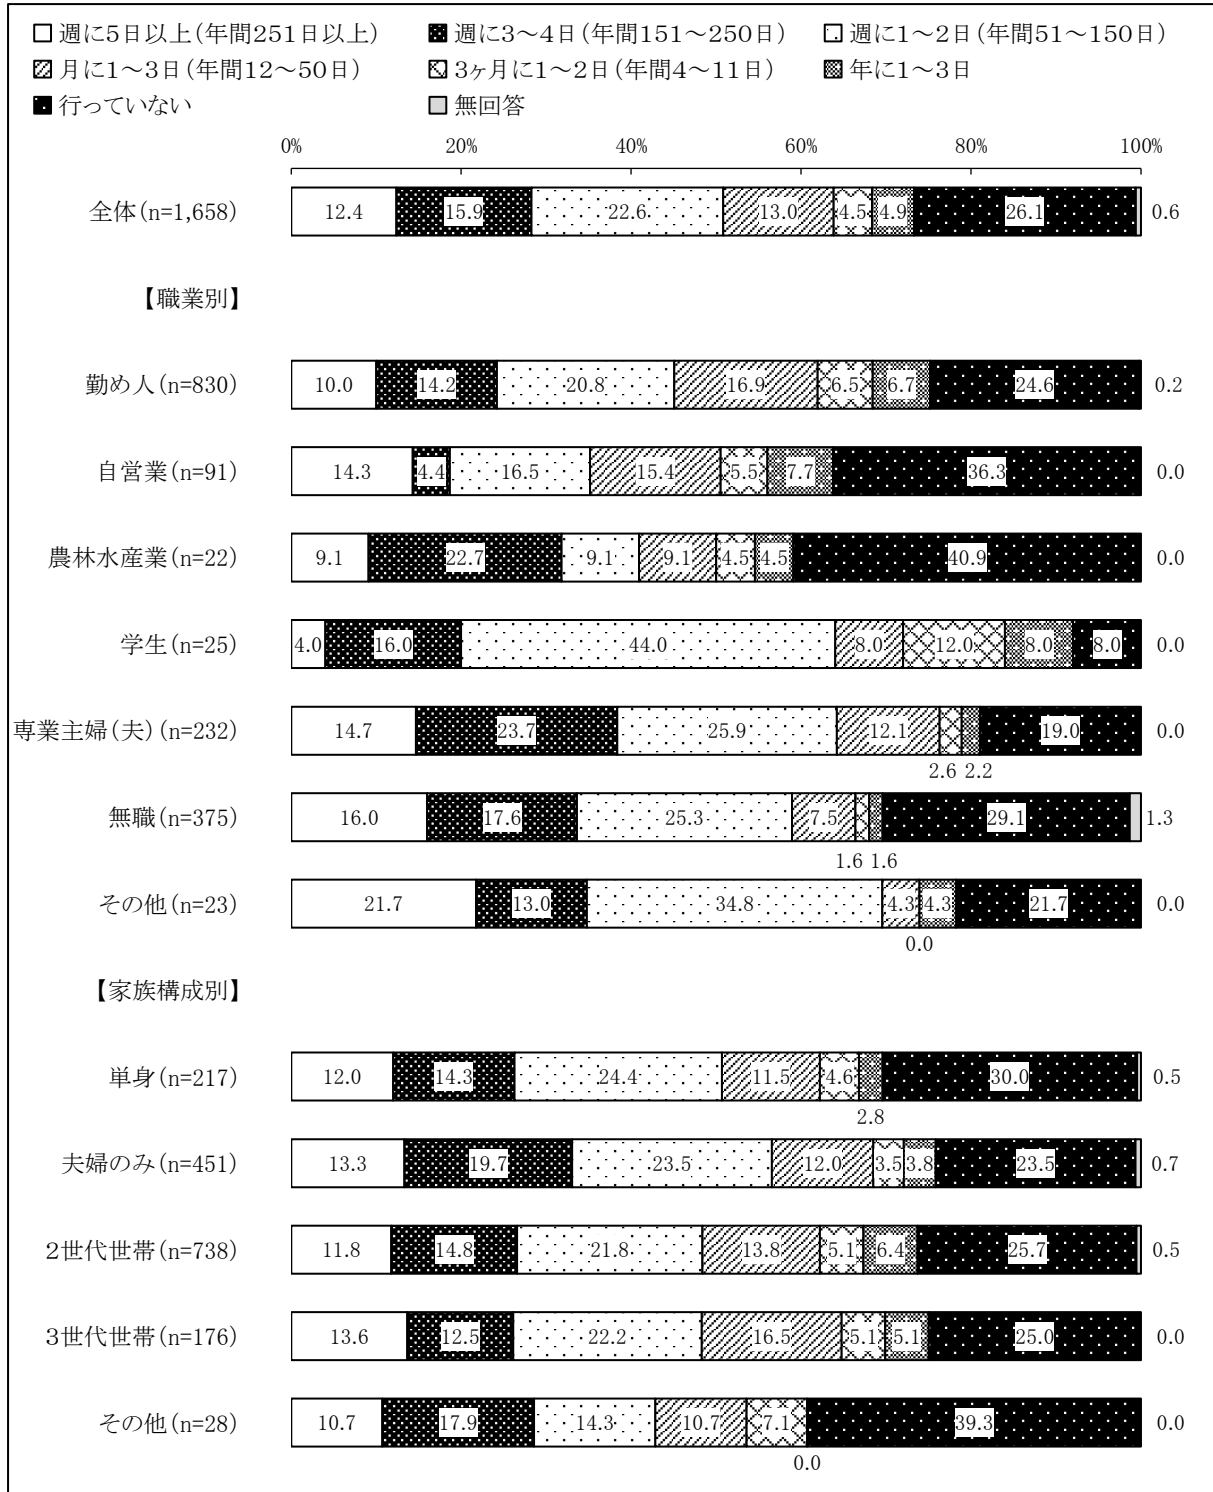 □週に5日以上(年間251日以上) ■週に3〜4日(年間151〜250日) □週に1〜2日(年間51〜150日)
月に1〜3日(年間12〜50日) 3ヶ月に1〜2日(年間4〜11日) 年に1〜3日
行っていない 無回答
0% 20% 40% 60% 80% 100%
全体(n=1,658) 12.4 15.9 22.6 13.0 4.5 4.9 26.1 0.6
【職業別】
勤め人(n=830) 10.0 14.2 20.8 16.9 6.5 6.7 24.6 0.2
自営業(n=91) 14.3 4.4 16.5 15.4 5.5 7.7 36.3 0.0
農林水産業(n=22) 9.1 22.7 9.1 9.1 4.5 4.5 40.9 0.0
学生(n=25) 4.0 16.0 44.0 8.0 12.0 8.0 8.0 0.0
専業主婦(夫)(n=232) 14.7 23.7 25.9 12.1 19.0 0.0
2.6 2.2
無職(n=375) 16.0 17.6 25.3 7.5 29.1 1.3
1.6 1.6
その他(n=23) 21.7 13.0 34.8 4.3 4.3 21.7 0.0
0.0
【家族構成別】
単身(n=217) 12.0 14.3 24.4 11.5 4.6 30.0 0.5
2.8
夫婦のみ(n=451) 13.3 19.7 23.5 12.0 3.5 3.8 23.5 0.7
2世代世帯(n=738) 11.8 14.8 21.8 13.8 5.1 6.4 25.7 0.5
3世代世帯(n=176) 13.6 12.5 22.2 16.5 5.1 5.1 25.0 0.0
その他(n=28) 10.7 17.9 14.3 10.7 7.1 39.3 0.0
0.0